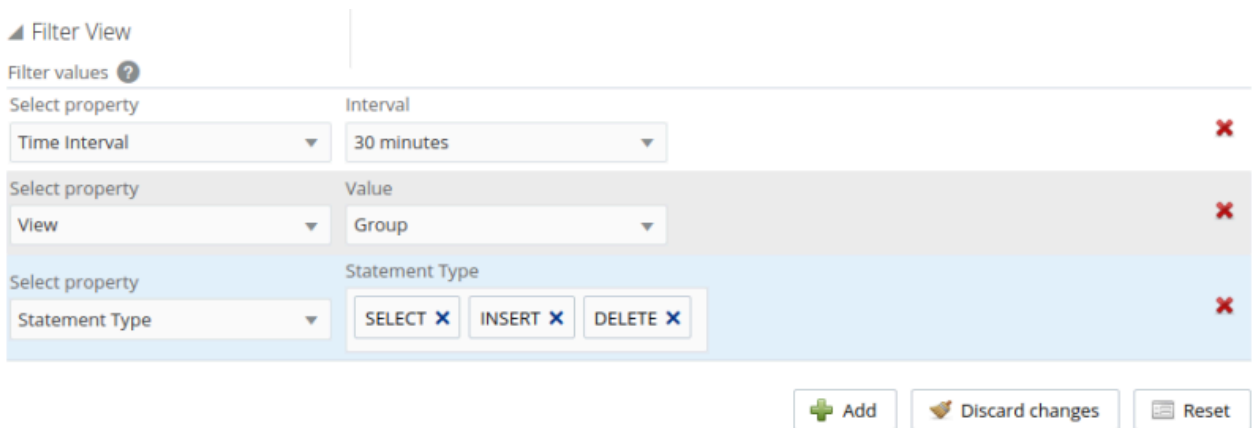 Filter View
Filter values ?
Select property Interval
Time Interval 30 minutes
Select property Value
View Group
Select property Statement Type
Statement Type SELECT INSERT DELETE
Add Discard changes Reset